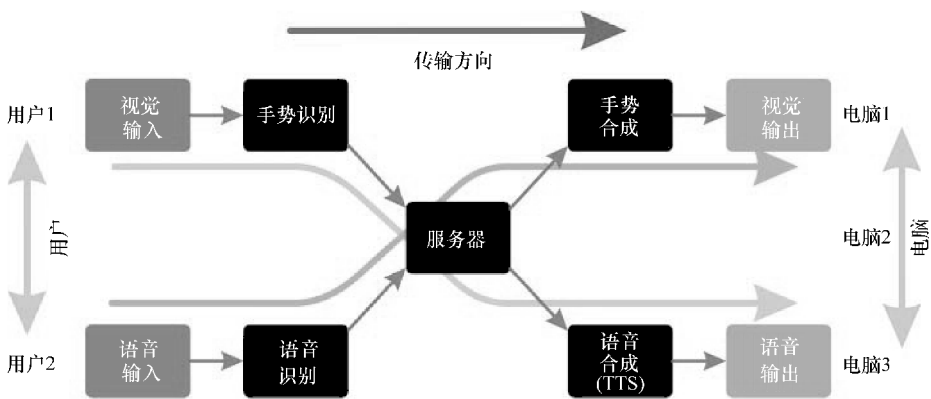 传输方向
用户1
视觉
输入
手势识别
手势
合成
视觉
输出
电脑1
用户
服务器
电脑2
电脑
用户2
语音
输入
语音
识别
语音
合成
(TTS)
语音
输出
电脑3